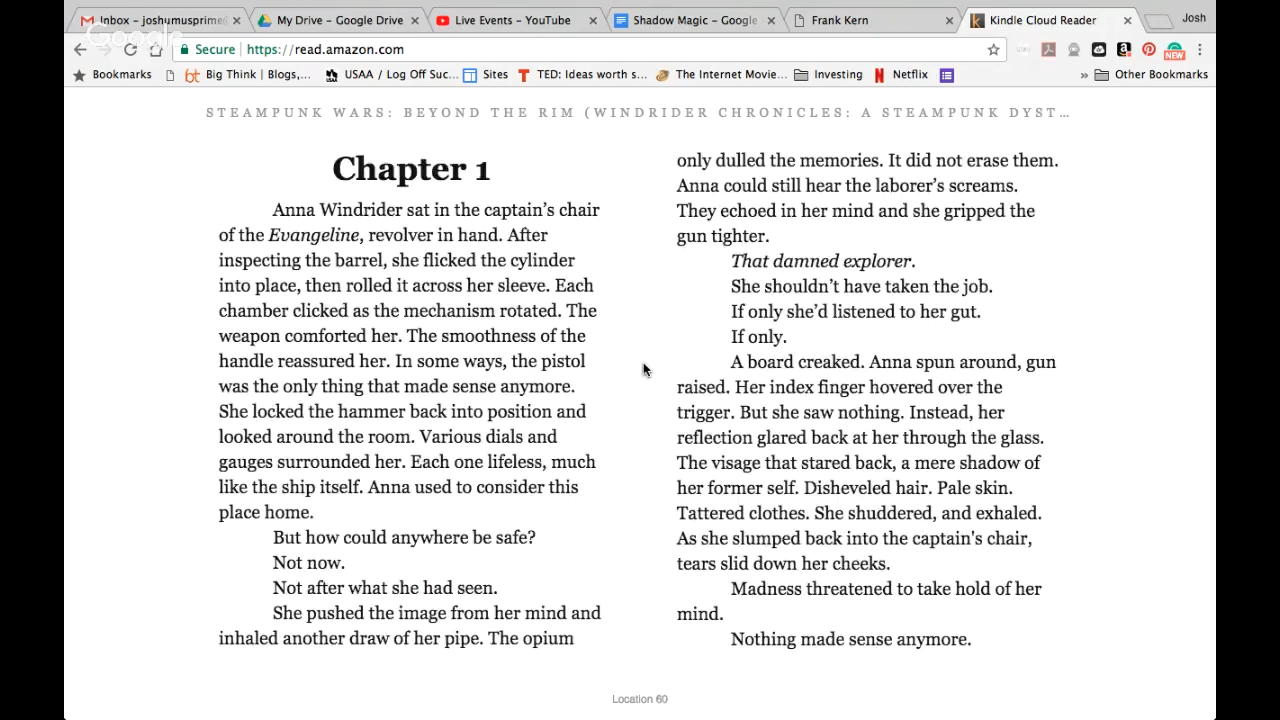 Inbox - joshumusprime@
My Drive - Google Drive
Live Events - YouTube
Shadow Magic - Google
Frank Kern
Kindle Cloud Reader
Josh
Google
Secure
https://read.amazon.com
NEW
Bookmarks
bt Big Think | Blogs,...
USAA / Log Off Suc...
Sites
TED: Ideas worth s...
The Internet Movie...
Investing
N Netflix
» Other Bookmarks
STEAMPUNK WARS: BEYOND THE RIM (WINDRIDER CHRONICLES: A STEAMPUNK DYST…
Chapter 1
Anna Windrider sat in the captain’s chair
of the Evangeline, revolver in hand. After
inspecting the barrel, she flicked the cylinder
into place, then rolled it across her sleeve. Each
chamber clicked as the mechanism rotated. The
weapon comforted her. The smoothness of the
handle reassured her. In some ways, the pistol
was the only thing that made sense anymore.
She locked the hammer back into position and
looked around the room. Various dials and
gauges surrounded her. Each one lifeless, much
like the ship itself. Anna used to consider this
place home.
But how could anywhere be safe?
Not now.
Not after what she had seen.
She pushed the image from her mind and
inhaled another draw of her pipe. The opium
only dulled the memories. It did not erase them.
Anna could still hear the laborer’s screams.
They echoed in her mind and she gripped the
gun tighter.
That damned explorer.
She shouldn’t have taken the job.
If only she’d listened to her gut.
If only.
A board creaked. Anna spun around, gun
raised. Her index finger hovered over the
trigger. But she saw nothing. Instead, her
reflection glared back at her through the glass.
The visage that stared back, a mere shadow of
her former self. Disheveled hair. Pale skin.
Tattered clothes. She shuddered, and exhaled.
As she slumped back into the captain's chair,
tears slid down her cheeks.
Madness threatened to take hold of her
mind.
Nothing made sense anymore.
Location 60